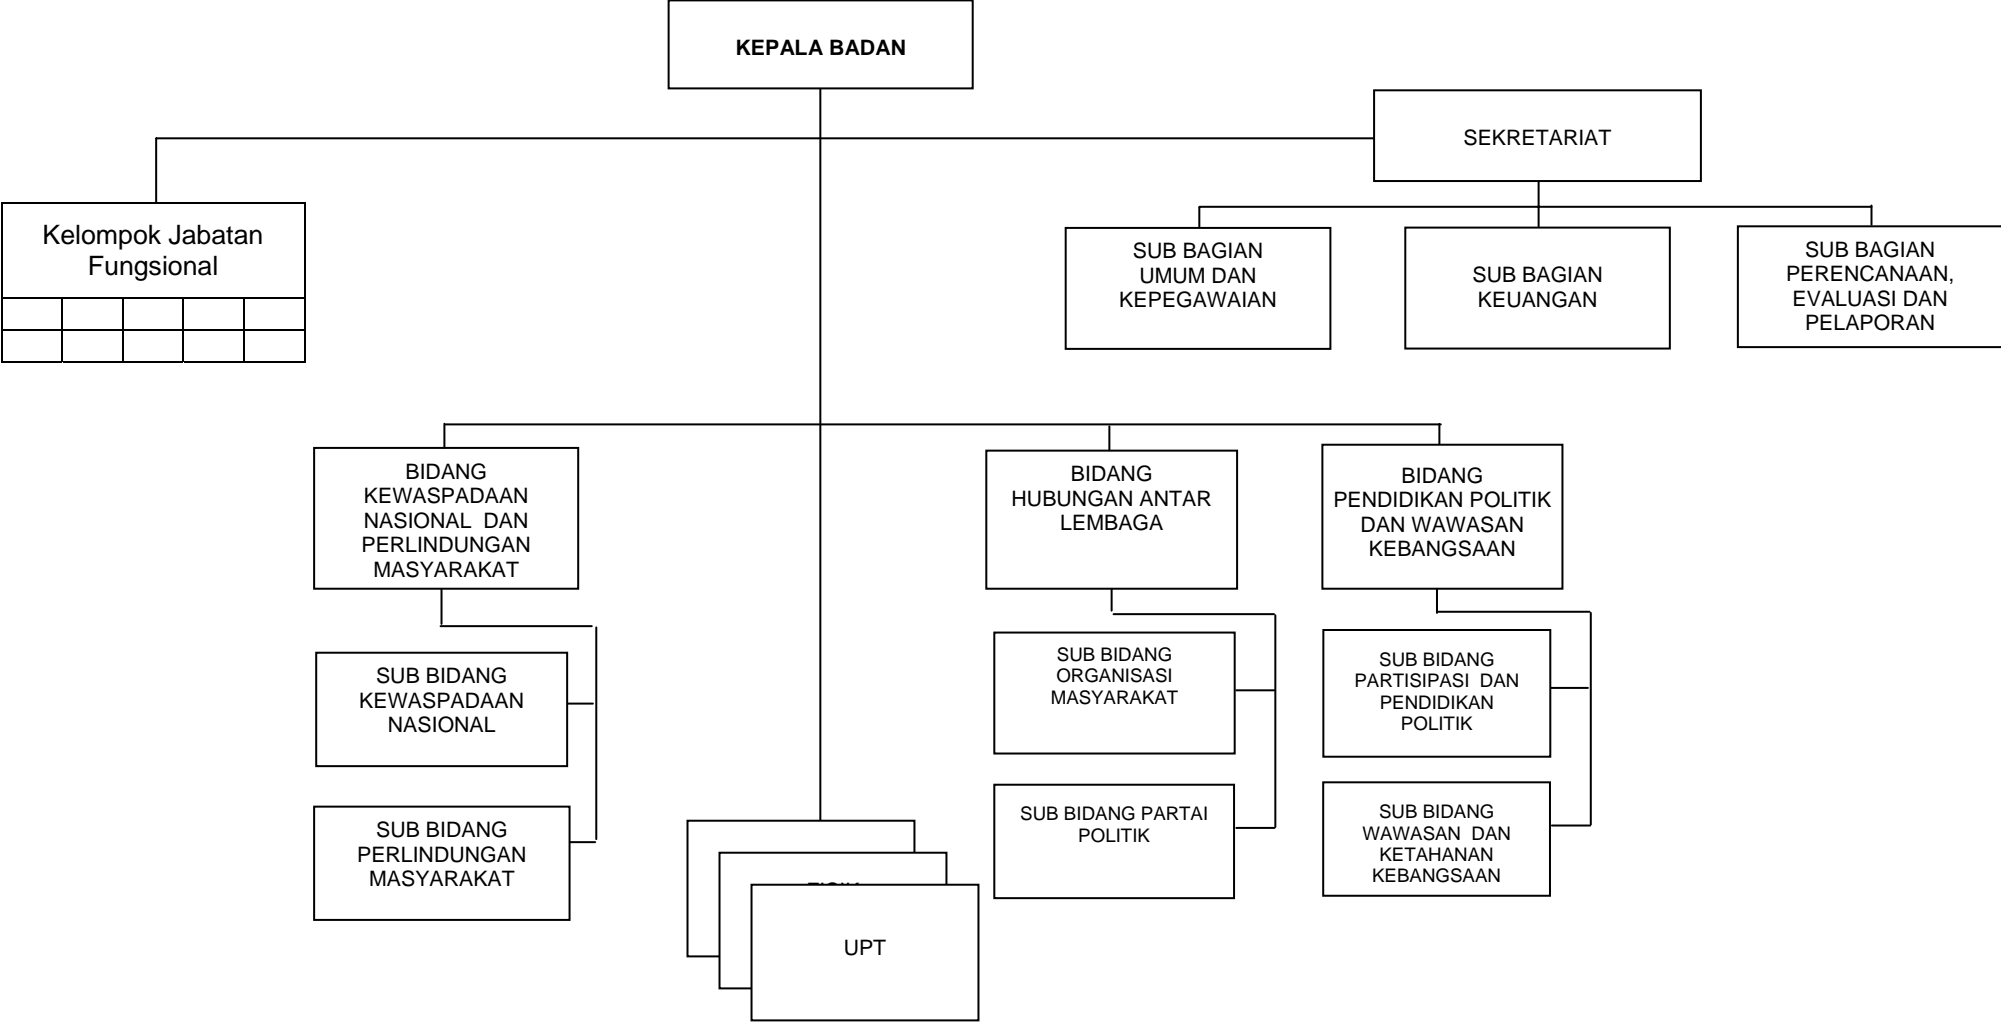 KEPALA BADAN
SEKRETARIAT
Kelompok Jabatan
Fungsional
SUB BAGIAN
UMUM DAN
KEPEGAWAIAN
SUB BAGIAN
KEUANGAN
SUB BAGIAN
PERENCANAAN,
EVALUASI DAN
PELAPORAN
BIDANG
KEWASPADAAN
NASIONAL DAN
PERLINDUNGAN
MASYARAKAT
BIDANG
HUBUNGAN ANTAR
LEMBAGA
BIDANG
PENDIDIKAN POLITIK
DAN WAWASAN
KEBANGSAAN
SUB BIDANG
KEWASPADAAN
NASIONAL
SUB BIDANG
ORGANISASI
MASYARAKAT
SUB BIDANG
PARTISIPASI DAN
PENDIDIKAN
POLITIK
SUB BIDANG
PERLINDUNGAN
MASYARAKAT
SUB BIDANG PARTAI
POLITIK
SUB BIDANG
WAWASAN DAN
KETAHANAN
KEBANGSAAN
UPT